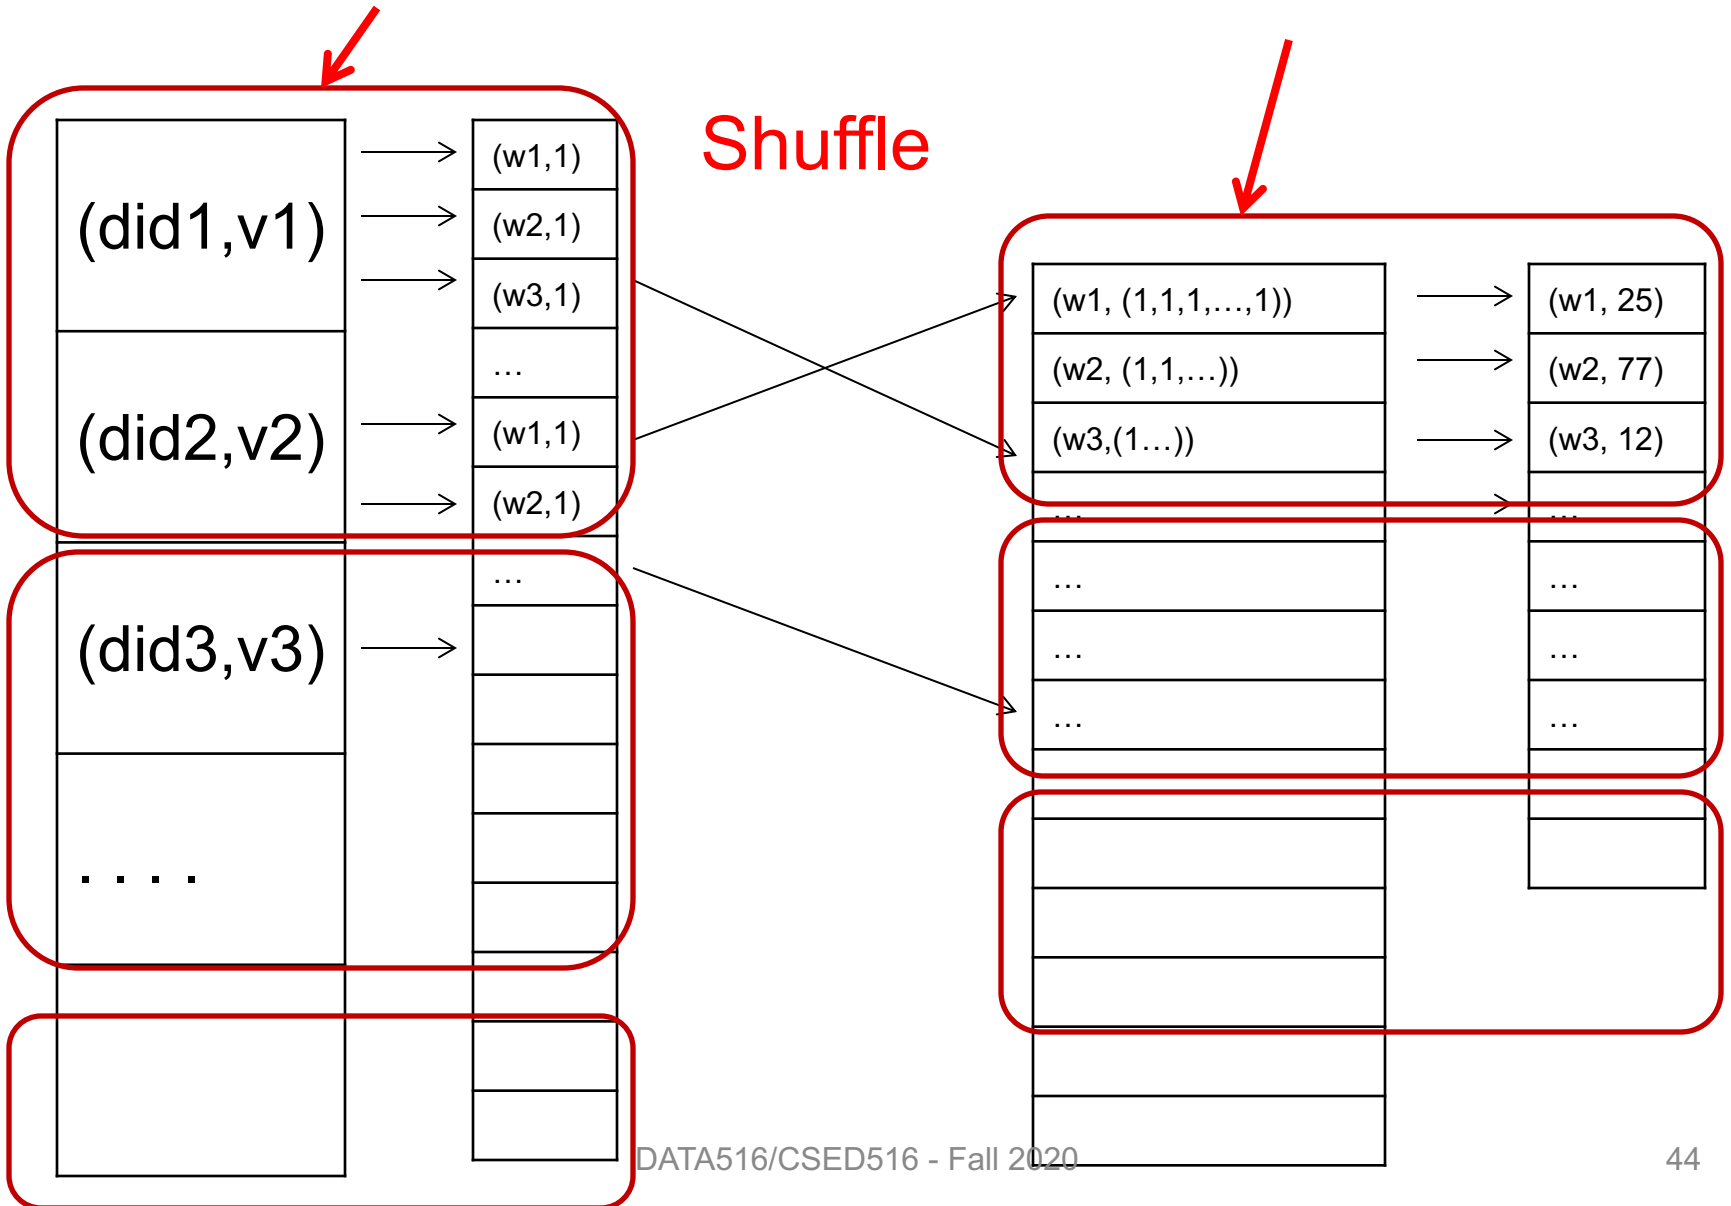 Shuffle
(did1,v1)
(did2,v2)
(did3,v3)
. . . .
(w1,1)
(w2,1)
(w3,1)
…
(w1,1)
(w2,1)
…
(w1, (1,1,1,…,1))
(w2, (1,1,…))
(w3,(1…))
…
…
…
…
(w1, 25)
(w2, 77)
(w3, 12)
…
…
…
…
DATA516/CSED516 - Fall 2020
44